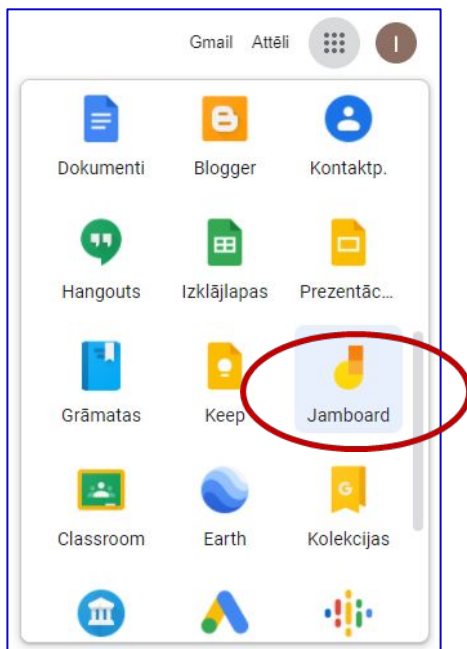 Gmail Attēli I
Dokumenti Blogger Kontaktp.
Hangouts Izklājlapas Prezentāc...
Grāmatas Keep Jamboard
G
Classroom Earth Kolekcijas